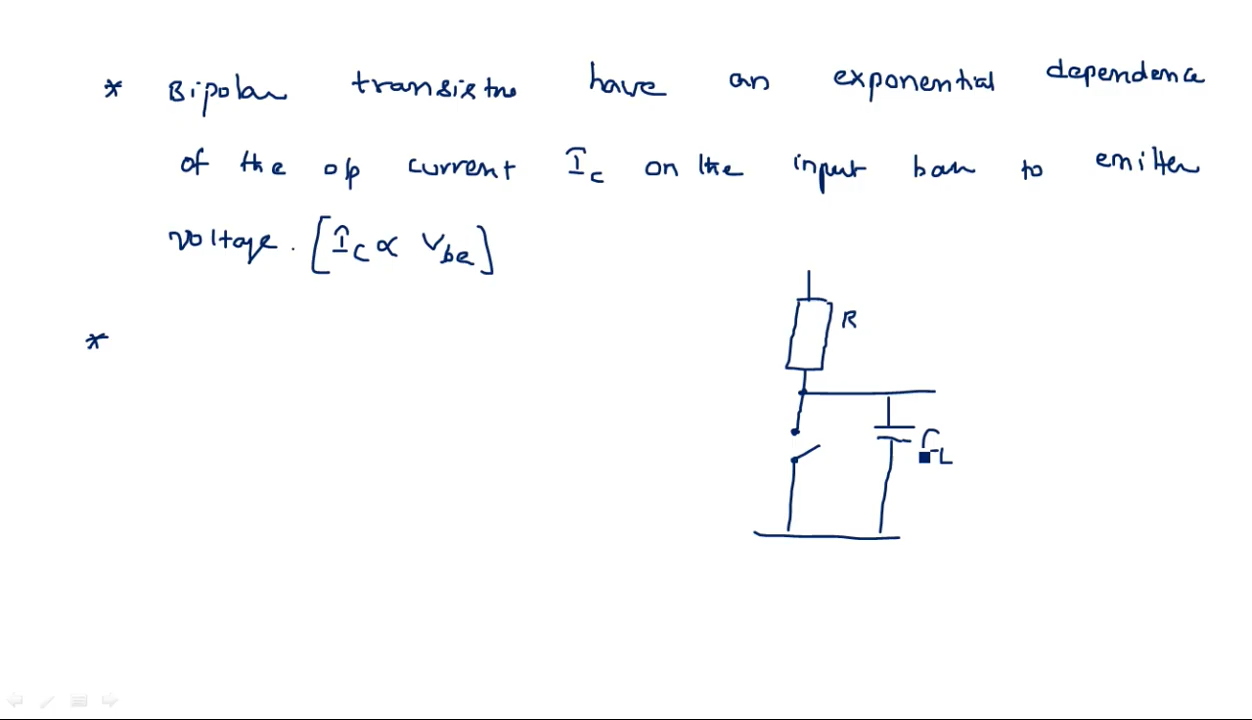 * Bipolar transistors have an exponential dependence
of the o/p current Ic on the input base to emitter
voltage. [Ic ∝ Vbe]
*
R
CL